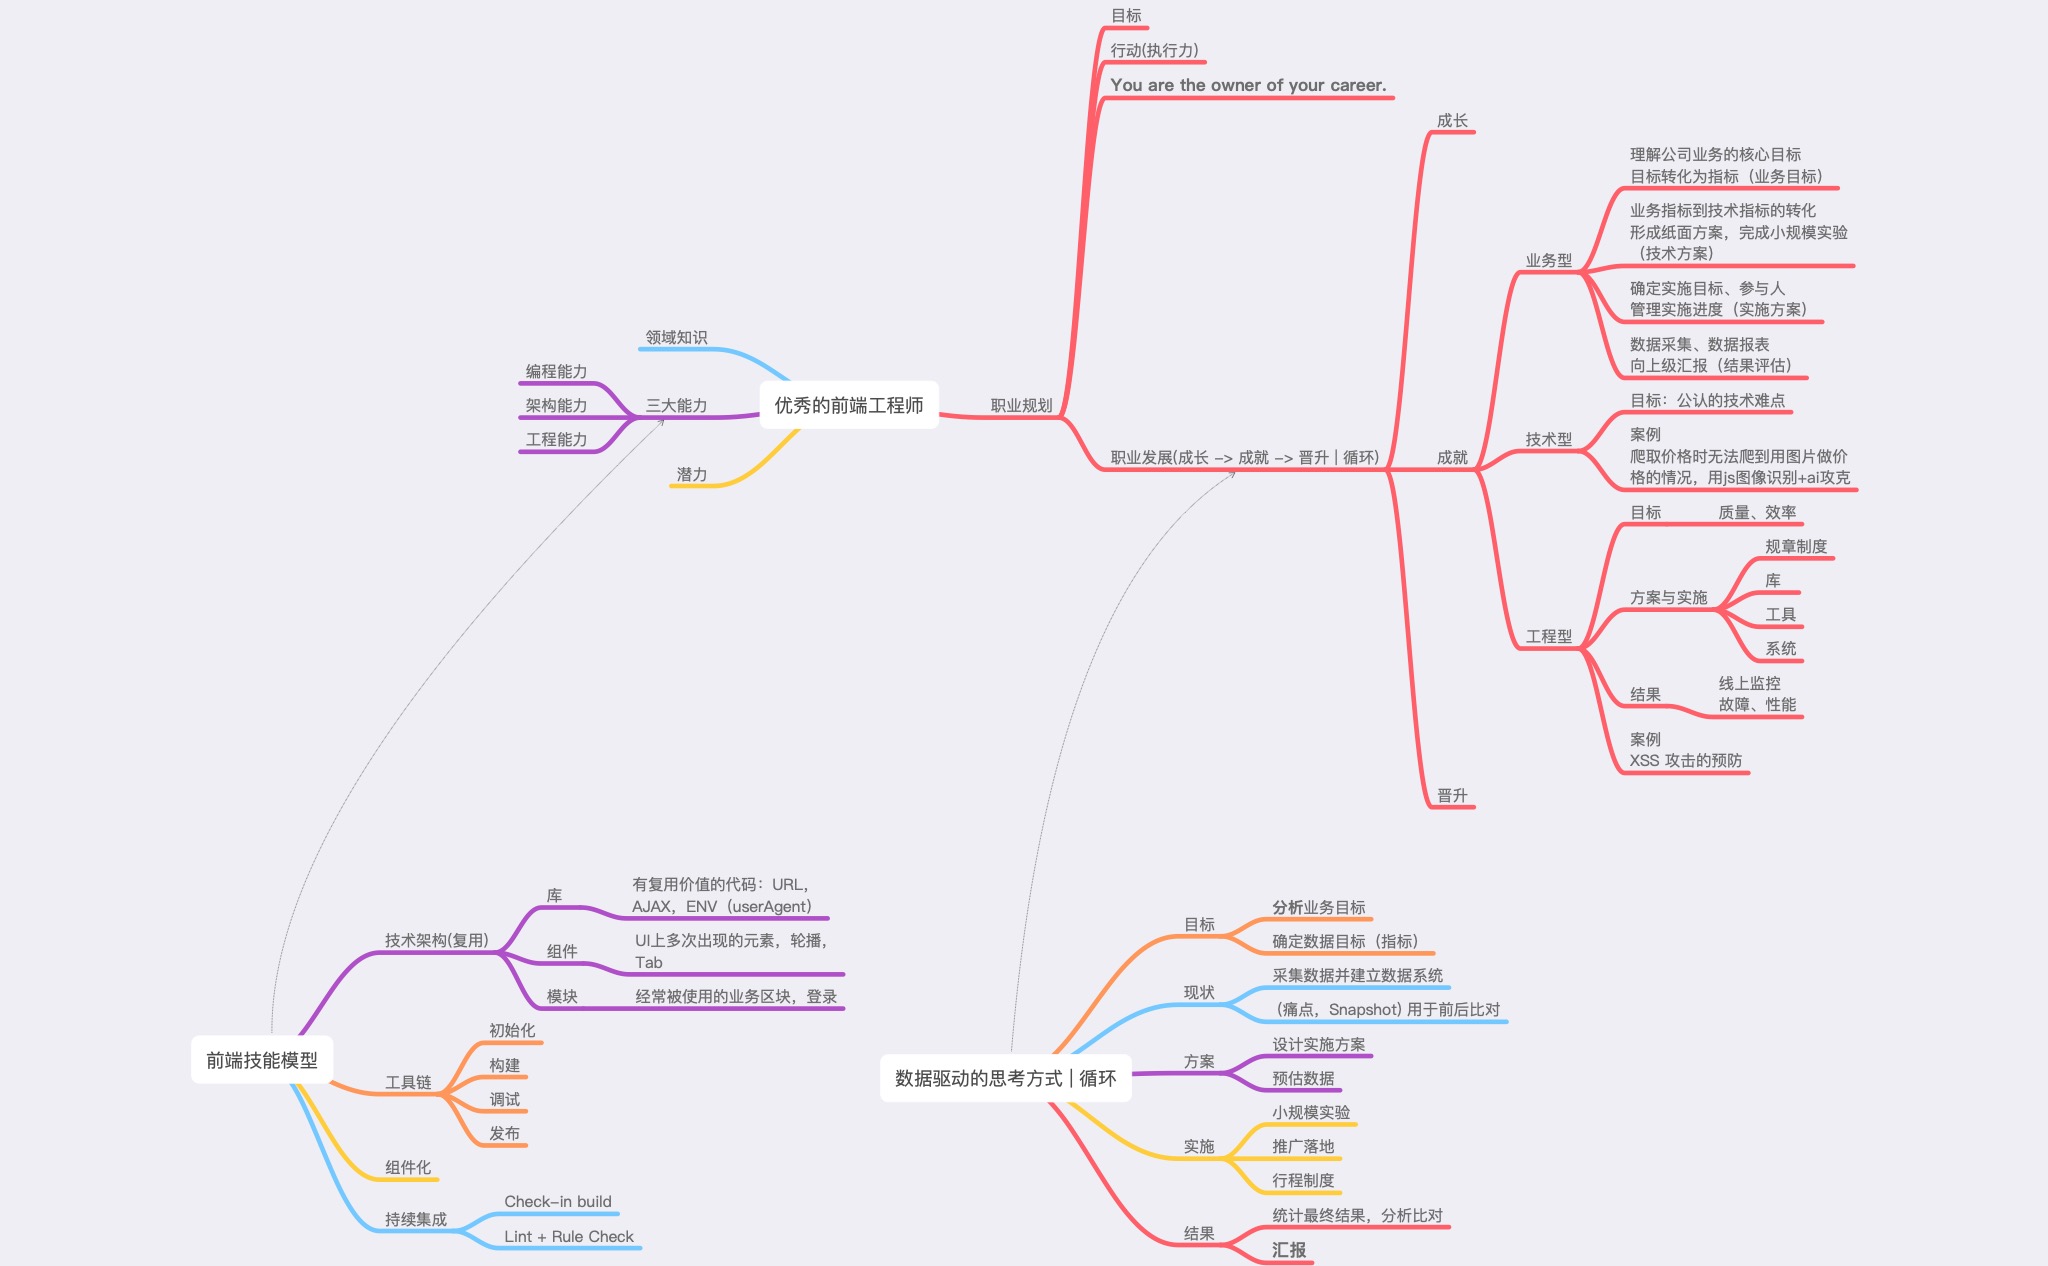 优秀的前端工程师
领域知识
三大能力
编程能力
架构能力
工程能力
潜力
职业规划
目标
行动(执行力)
You are the owner of your career.
职业发展(成长 -> 成就 -> 晋升 | 循环)
成长
成就
业务型
理解公司业务的核心目标
目标转化为指标（业务目标）
业务指标到技术指标的转化
形成纸面方案，完成小规模实验
（技术方案）
确定实施目标、参与人
管理实施进度（实施方案）
数据采集、数据报表
向上级汇报（结果评估）
技术型
目标：公认的技术难点
案例
爬取价格时无法爬到用图片做价
格的情况，用js图像识别+ai攻克
工程型
目标
质量、效率
方案与实施
规章制度
库
工具
系统
结果
线上监控
故障、性能
案例
XSS 攻击的预防
晋升
前端技能模型
技术架构(复用)
库
有复用价值的代码：URL，
AJAX，ENV（userAgent）
组件
UI上多次出现的元素，轮播，
Tab
模块
经常被使用的业务区块，登录
工具链
初始化
构建
调试
发布
组件化
持续集成
Check-in build
Lint + Rule Check
数据驱动的思考方式 | 循环
目标
分析业务目标
确定数据目标（指标）
现状
采集数据并建立数据系统
(痛点，Snapshot) 用于前后比对
方案
设计实施方案
预估数据
实施
小规模实验
推广落地
行程制度
结果
统计最终结果，分析比对
汇报